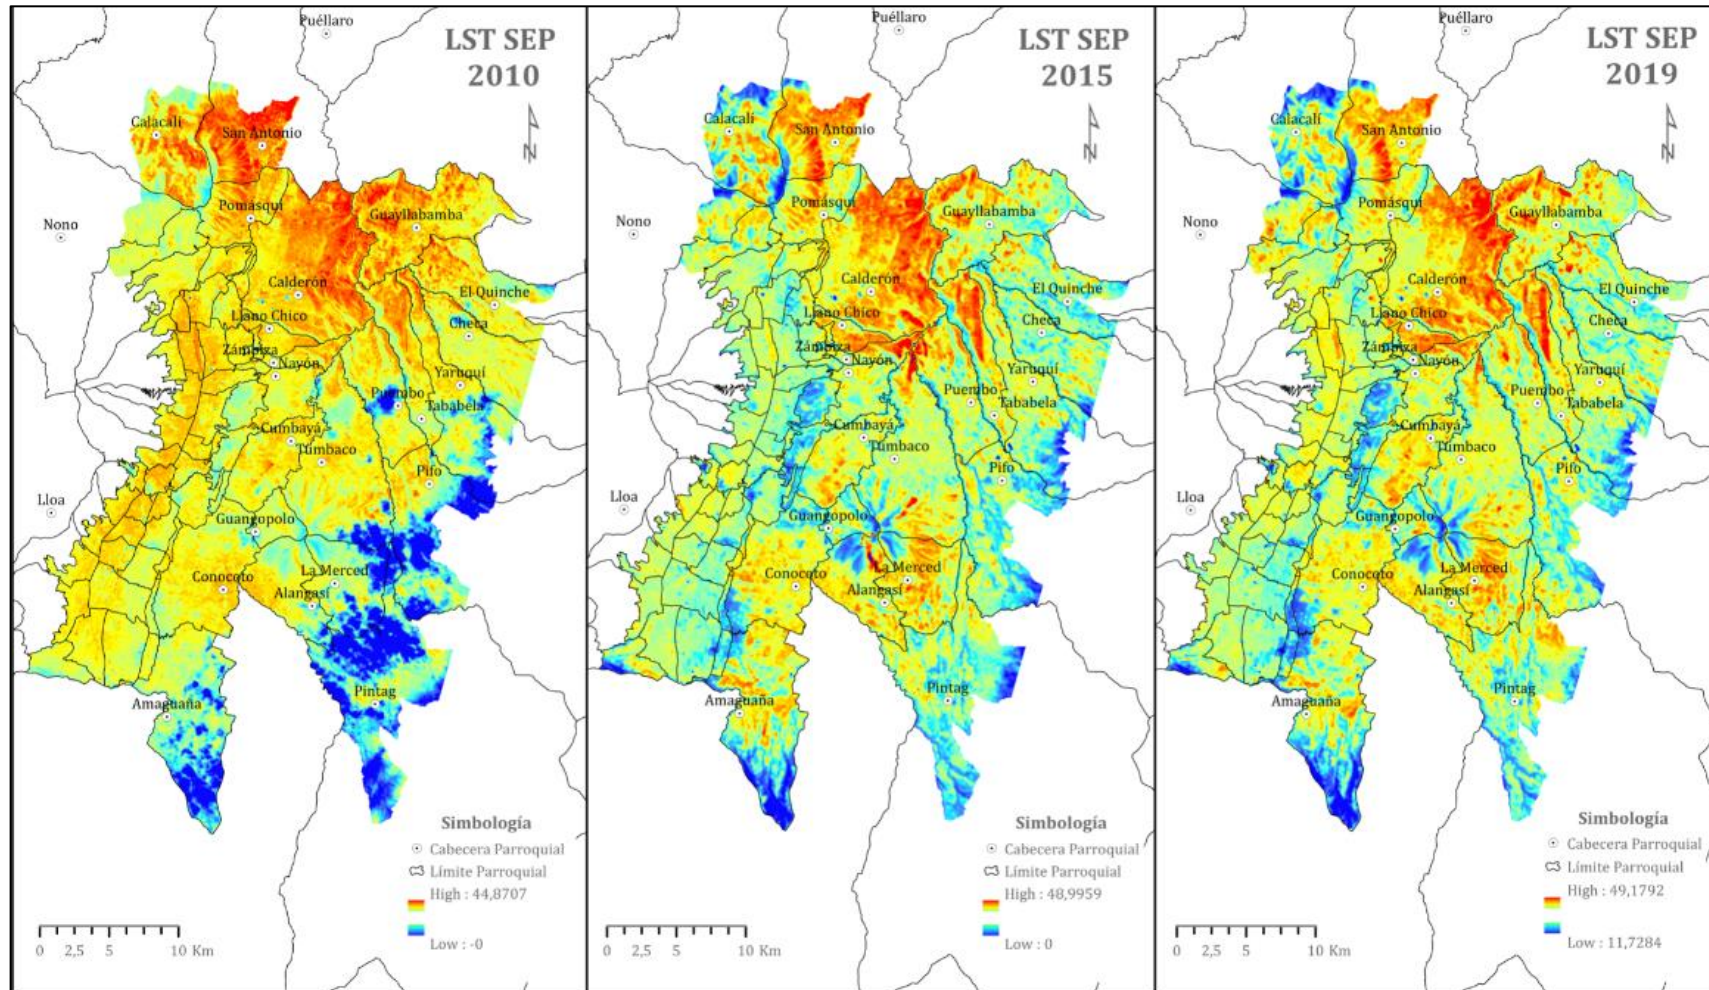 Puéllaro
LST SEP
2010
Calacalí
San Antonio
Pomasqui
Nono
Guayllabamba
Calderón
El Quinche
Llano Chico
Checa
Zámbiza
Nayón
Yaruquí
Puembo
Tababela
Cumbayá
Tumbaco
Pifo
Lloa
Guangopolo
Conocoto
La Merced
Alangasí
Pintag
Amaguaña
Simbología
Cabecera Parroquial
Límite Parroquial
High : 44,8707
Low : -0
0 2,5 5 10 Km
Puéllaro
LST SEP
2015
Calacalí
San Antonio
Pomasqui
Nono
Guayllabamba
Calderón
El Quinche
Llano Chico
Checa
Zámbiza
Nayón
Yaruquí
Puembo
Tababela
Cumbayá
Tumbaco
Pifo
Lloa
Guangopolo
Conocoto
La Merced
Alangasí
Pintag
Amaguaña
Simbología
Cabecera Parroquial
Límite Parroquial
High : 48,9959
Low : 0
0 2,5 5 10 Km
Puéllaro
LST SEP
2019
Calacalí
San Antonio
Pomasqui
Nono
Guayllabamba
Calderón
El Quinche
Llano Chico
Checa
Zámbiza
Nayón
Yaruquí
Puembo
Tababela
Cumbayá
Tumbaco
Pifo
Lloa
Guangopolo
Conocoto
La Merced
Alangasí
Pintag
Amaguaña
Simbología
Cabecera Parroquial
Límite Parroquial
High : 49,1792
Low : 11,7284
0 2,5 5 10 Km